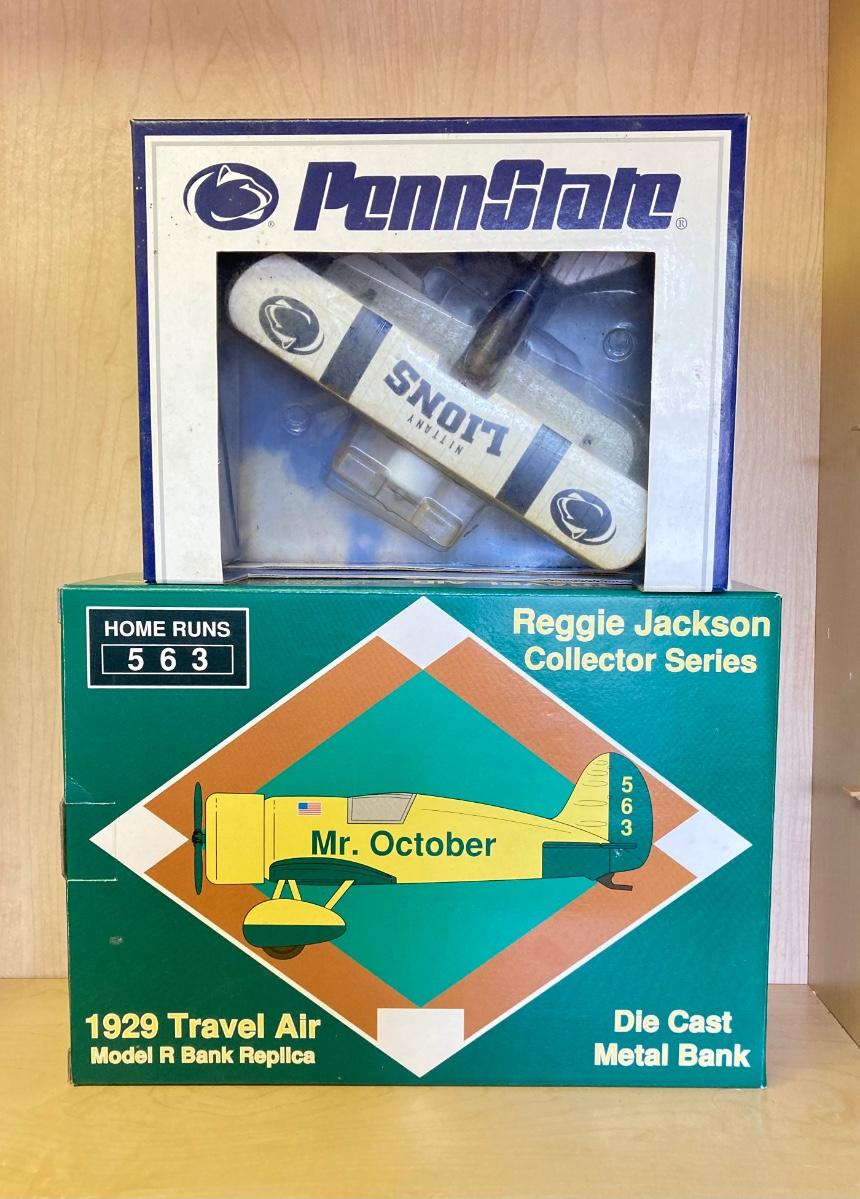 PennState®
NITTANY
LIONS
HOME RUNS
5 6 3
Reggie Jackson
Collector Series
5
6
3
Mr. October
1929 Travel Air
Model R Bank Replica
Die Cast
Metal Bank